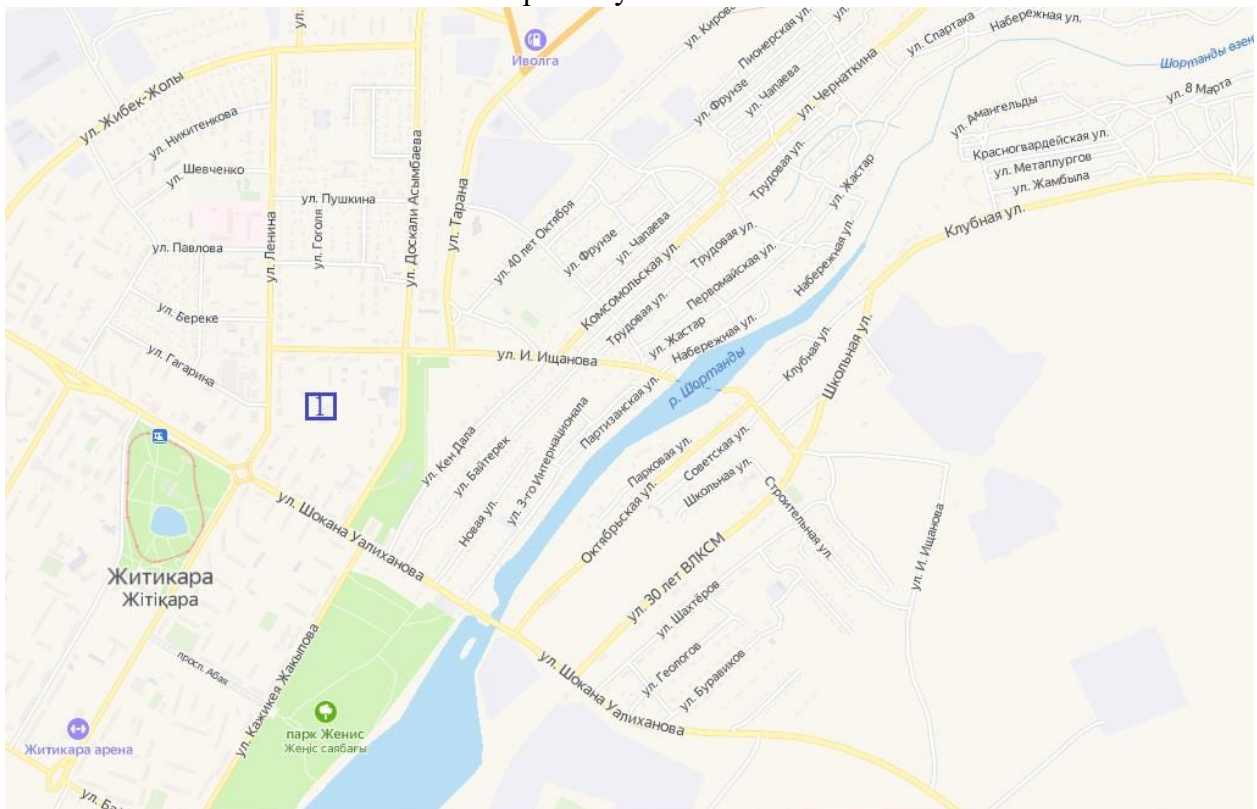 ул. Кирова
Пионерская ул.
ул. Спартака
Набережная ул.
Иволга
Шортанды өзені
ул. Жибек-Жолы
ул. Фрунзе
ул. Чапаева
ул. Чернаткина
ул. 8 Марта
ул. Амангельды
ул. Никитенкова
Красногвардейская ул.
ул. Металлургов
ул. Жамбыла
Трудовая ул.
ул. Жастар
Клубная ул.
ул. Шевченко
ул. Пушкина
ул. Гоголя
ул. Доскали Асымбаева
ул. Тарана
ул. Павлова
ул. Ленина
ул. 40 лет Октября
ул. Фрунзе
ул. Чапаева
Комсомольская ул.
Трудовая ул.
Первомайская ул.
Набережная ул.
ул. Береке
Трудовая ул.
ул. Жастар
Набережная ул.
ул. Гагарина
ул. И. Ищанова
р. Шортанды
Клубная ул.
Школьная ул.
1
Партизанская ул.
ул. Кен Дала
ул. Байтерек
Новая ул.
ул. 3-го Интернационала
Парковая ул.
Советская ул.
Школьная ул.
Октябрьская ул.
Строительная ул.
ул. И. Ищанова
ул. Шокана Уалиханова
ул. 30 лет ВЛКСМ
Житикара
Жітіқара
ул. Шахтёров
ул. Геологов
ул. Буравиков
ул. Шокана Уалиханова
просп. Абая
ул. Кажикея Жакыпова
парк Женис
Жеңіс саябағы
Житикара арена